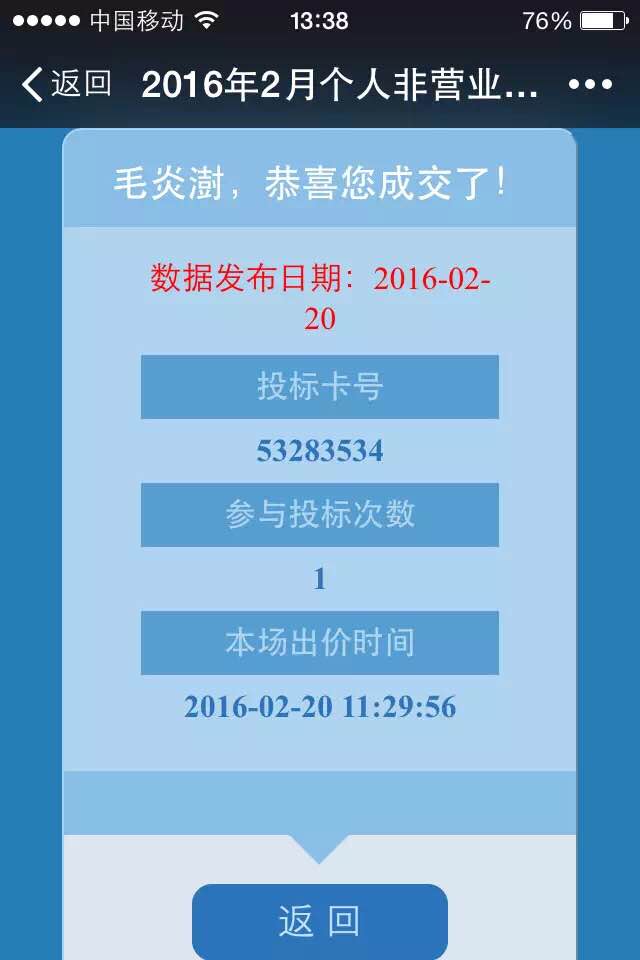 中国移动 13:38 76%
返回 2016年2月个人非营业...
毛炎澍，恭喜您成交了！
数据发布日期：2016-02-
20
投标卡号
53283534
参与投标次数
1
本场出价时间
2016-02-20 11:29:56
返 回